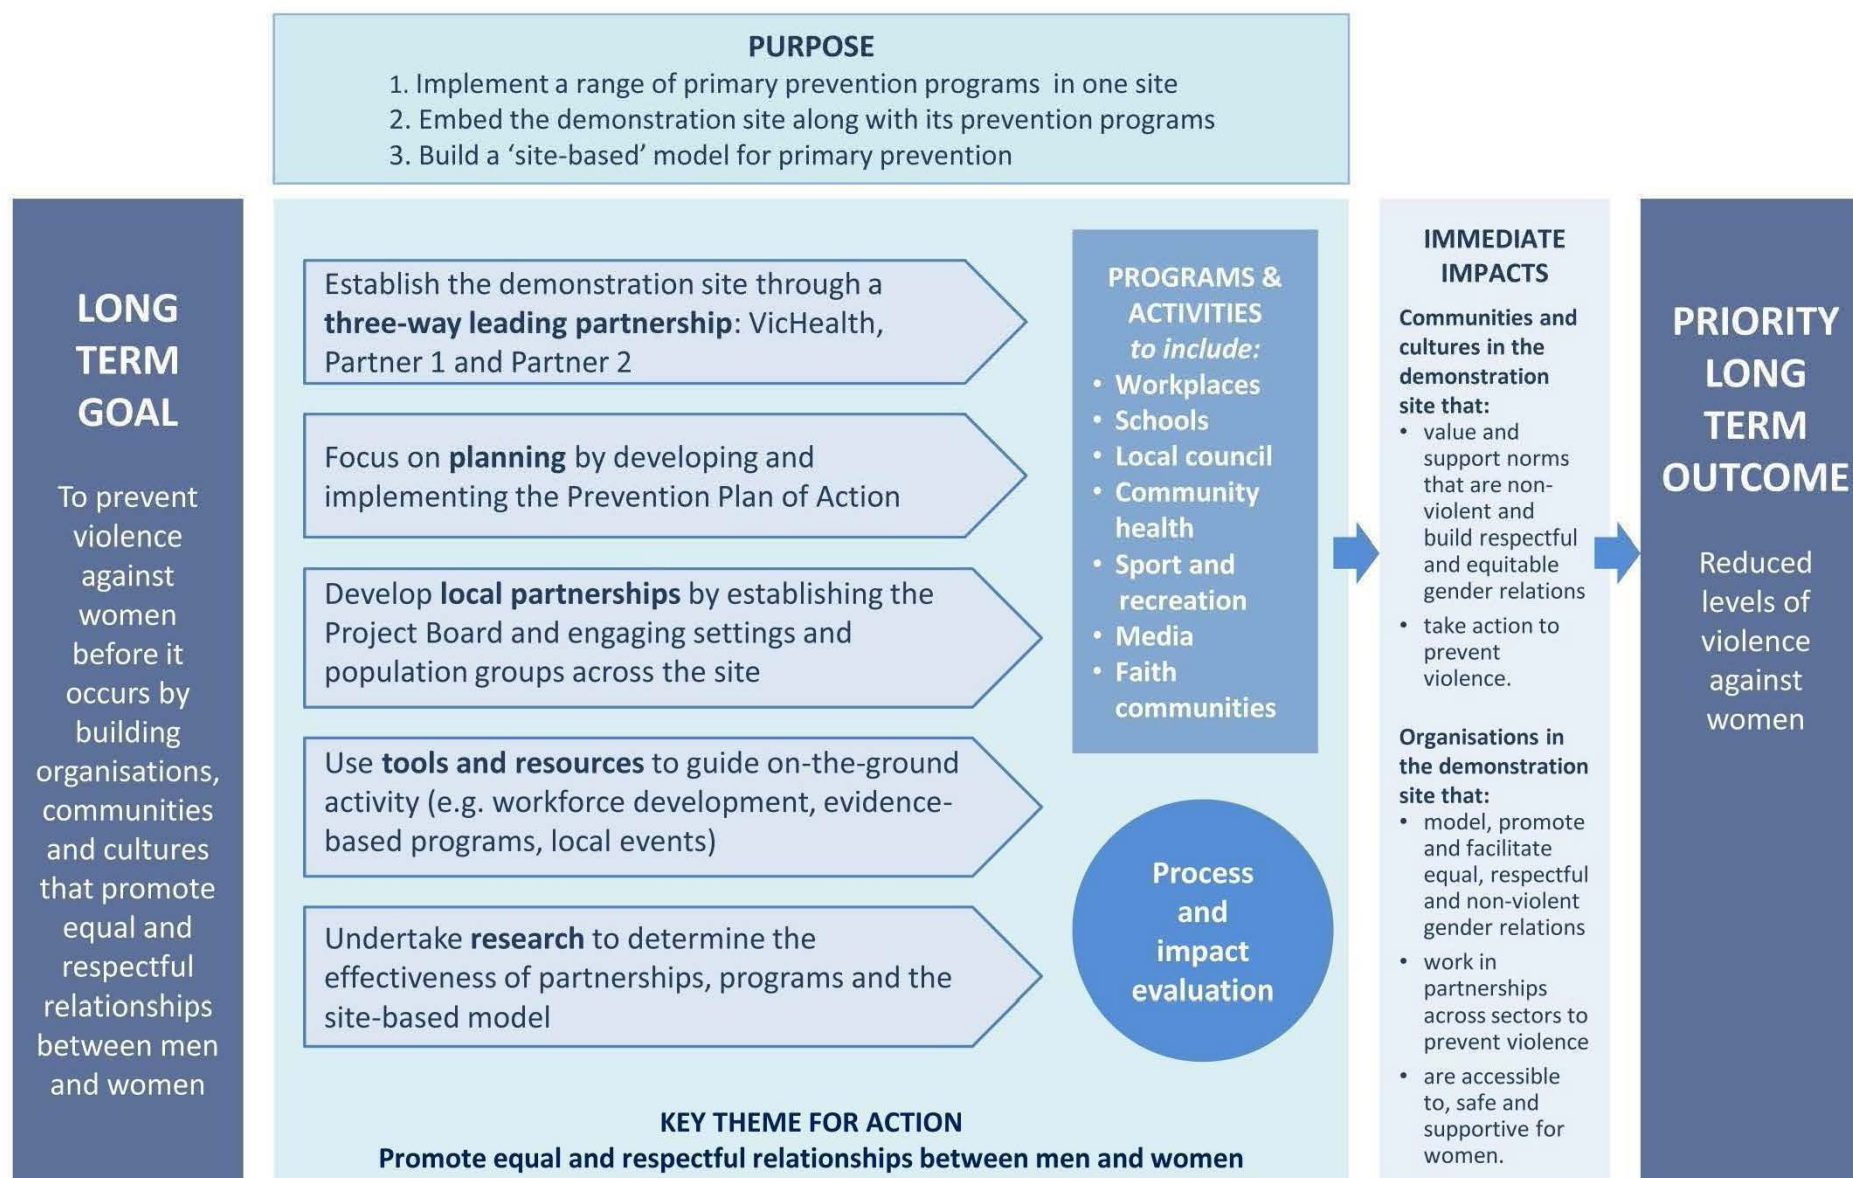 PURPOSE
1. Implement a range of primary prevention programs in one site
2. Embed the demonstration site along with its prevention programs
3. Build a ‘site-based’ model for primary prevention
LONG
TERM
GOAL
To prevent
violence
against
women
before it
occurs by
building
organisations,
communities
and cultures
that promote
equal and
respectful
relationships
between men
and women
Establish the demonstration site through a
three-way leading partnership: VicHealth,
Partner 1 and Partner 2
Focus on planning by developing and
implementing the Prevention Plan of Action
Develop local partnerships by establishing the
Project Board and engaging settings and
population groups across the site
Use tools and resources to guide on-the-ground
activity (e.g. workforce development, evidence-
based programs, local events)
Undertake research to determine the
effectiveness of partnerships, programs and the
site-based model
PROGRAMS &
ACTIVITIES
to include:
• Workplaces
• Schools
• Local council
• Community
health
• Sport and
recreation
• Media
• Faith
communities
Process
and
impact
evaluation
KEY THEME FOR ACTION
Promote equal and respectful relationships between men and women
IMMEDIATE
IMPACTS
Communities and
cultures in the
demonstration
site that:
• value and
support norms
that are non-
violent and
build respectful
and equitable
gender relations
• take action to
prevent
violence.
Organisations in
the demonstration
site that:
• model, promote
and facilitate
equal, respectful
and non-violent
gender relations
• work in
partnerships
across sectors to
prevent violence
• are accessible
to, safe and
supportive for
women.
PRIORITY
LONG
TERM
OUTCOME
Reduced
levels of
violence
against
women